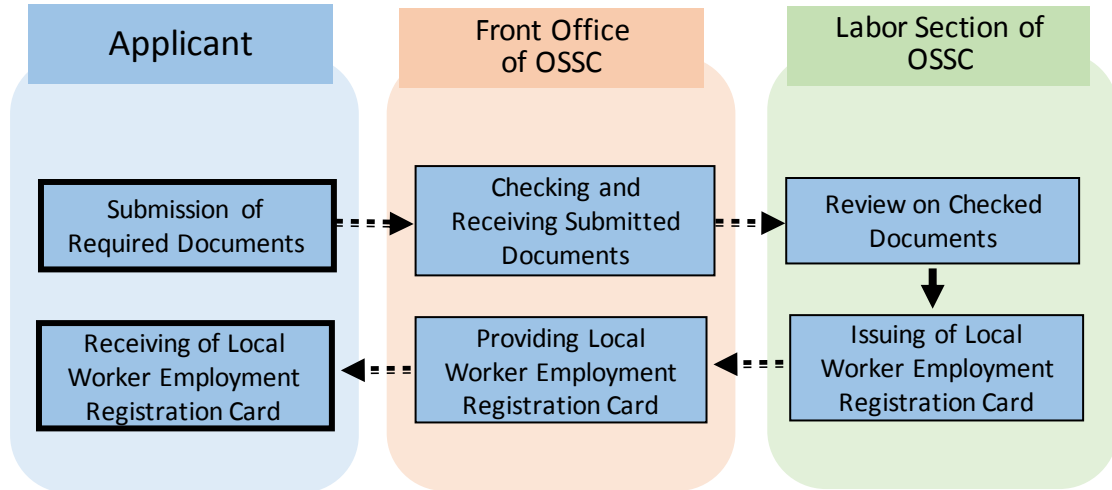 Applicant
Front Office
of OSSC
Labor Section of
OSSC
Submission of
Required Documents
Checking and
Receiving Submitted
Documents
Review on Checked
Documents
Receiving of Local
Worker Employment
Registration Card
Providing Local
Worker Employment
Registration Card
Issuing of Local
Worker Employment
Registration Card